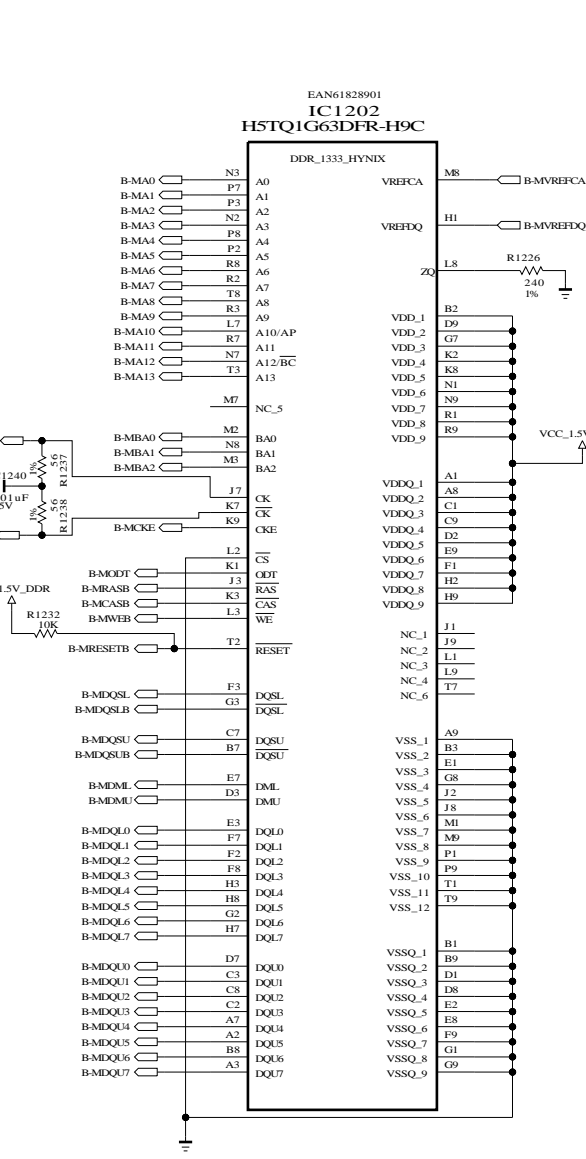 EAN61828901
IC1202
H5TQ1G63DFR-H9C
DDR_1333_HYNIX
B-MA0 N3 A0
B-MA1 P7 A1
B-MA2 P3 A2
B-MA3 N2 A3
B-MA4 P8 A4
B-MA5 P2 A5
B-MA6 R8 A6
B-MA7 R2 A7
B-MA8 T8 A8
B-MA9 R3 A9
B-MA10 L7 A10/AP
B-MA11 R7 A11
B-MA12 N7 A12/BC
B-MA13 T3 A13
M7 NC_5
B-MBA0 M2 BA0
B-MBA1 N8 BA1
B-MBA2 M3 BA2
J7 CK
K7 CK
B-MCKE K9 CKE
L2 CS
B-MODT K1 ODT
B-MRASB J3 RAS
B-MCASB K3 CAS
B-MWEB L3 WE
B-MRESETB T2 RESET
B-MDQSL F3 DQSL
B-MDQSLB G3 DQSL
B-MDQSU C7 DQSU
B-MDQSUB B7 DQSU
B-MDML E7 DML
B-MDMU D3 DMU
B-MDQL0 E3 DQL0
B-MDQL1 F7 DQL1
B-MDQL2 F2 DQL2
B-MDQL3 F8 DQL3
B-MDQL4 H3 DQL4
B-MDQL5 H8 DQL5
B-MDQL6 G2 DQL6
B-MDQL7 H7 DQL7
B-MDQU0 D7 DQU0
B-MDQU1 C3 DQU1
B-MDQU2 C8 DQU2
B-MDQU3 C2 DQU3
B-MDQU4 A7 DQU4
B-MDQU5 A2 DQU5
B-MDQU6 B8 DQU6
B-MDQU7 A3 DQU7
1% 56 R1237
1240
01uF
5V
1% 56 R1238
1.5V_DDR
R1232
10K
VREFCA M8 B-MVREFCA
VREFDQ H1 B-MVREFDQ
ZQ L8
R1226
240
1%
VDD_1 B2
VDD_2 D9
VDD_3 G7
VDD_4 K2
VDD_5 K8
VDD_6 N1
VDD_7 N9
VDD_8 R1
VDD_9 R9
VCC_1.5V
VDDQ_1 A1
VDDQ_2 A8
VDDQ_3 C1
VDDQ_4 C9
VDDQ_5 D2
VDDQ_6 E9
VDDQ_7 F1
VDDQ_8 H2
VDDQ_9 H9
NC_1 J1
NC_2 J9
NC_3 L1
NC_4 L9
NC_6 T7
VSS_1 A9
VSS_2 B3
VSS_3 E1
VSS_4 G8
VSS_5 J2
VSS_6 J8
VSS_7 M1
VSS_8 M9
VSS_9 P1
VSS_10 P9
VSS_11 T1
VSS_12 T9
VSSQ_1 B1
VSSQ_2 B9
VSSQ_3 D1
VSSQ_4 D8
VSSQ_5 E2
VSSQ_6 E8
VSSQ_7 F9
VSSQ_8 G1
VSSQ_9 G9